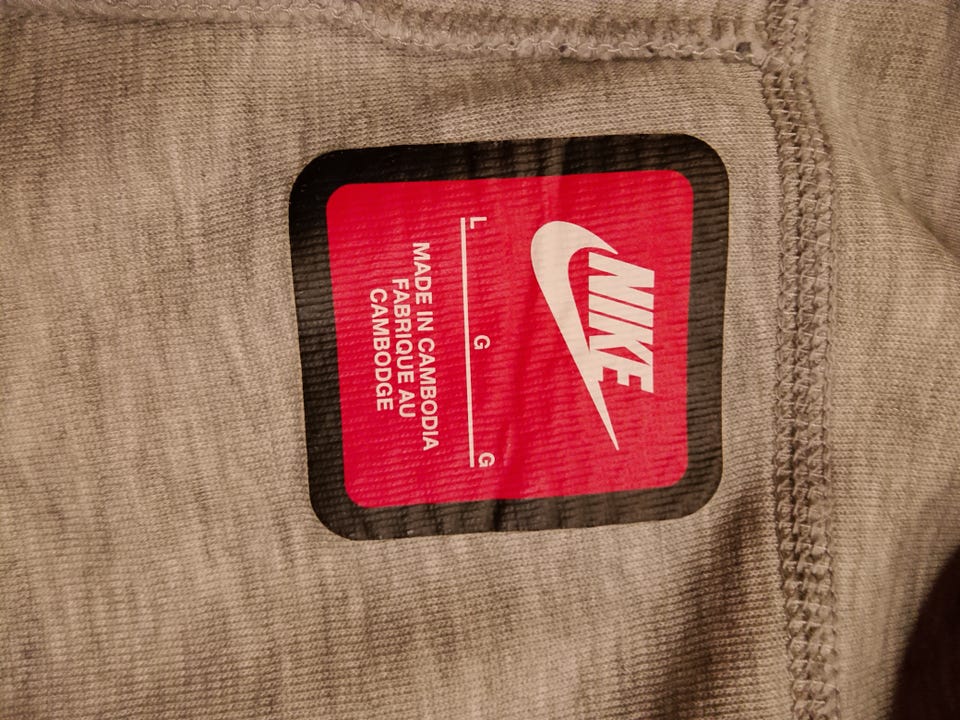 NIKE
L G G
MADE IN CAMBODIA
FABRIQUE AU
CAMBODGE